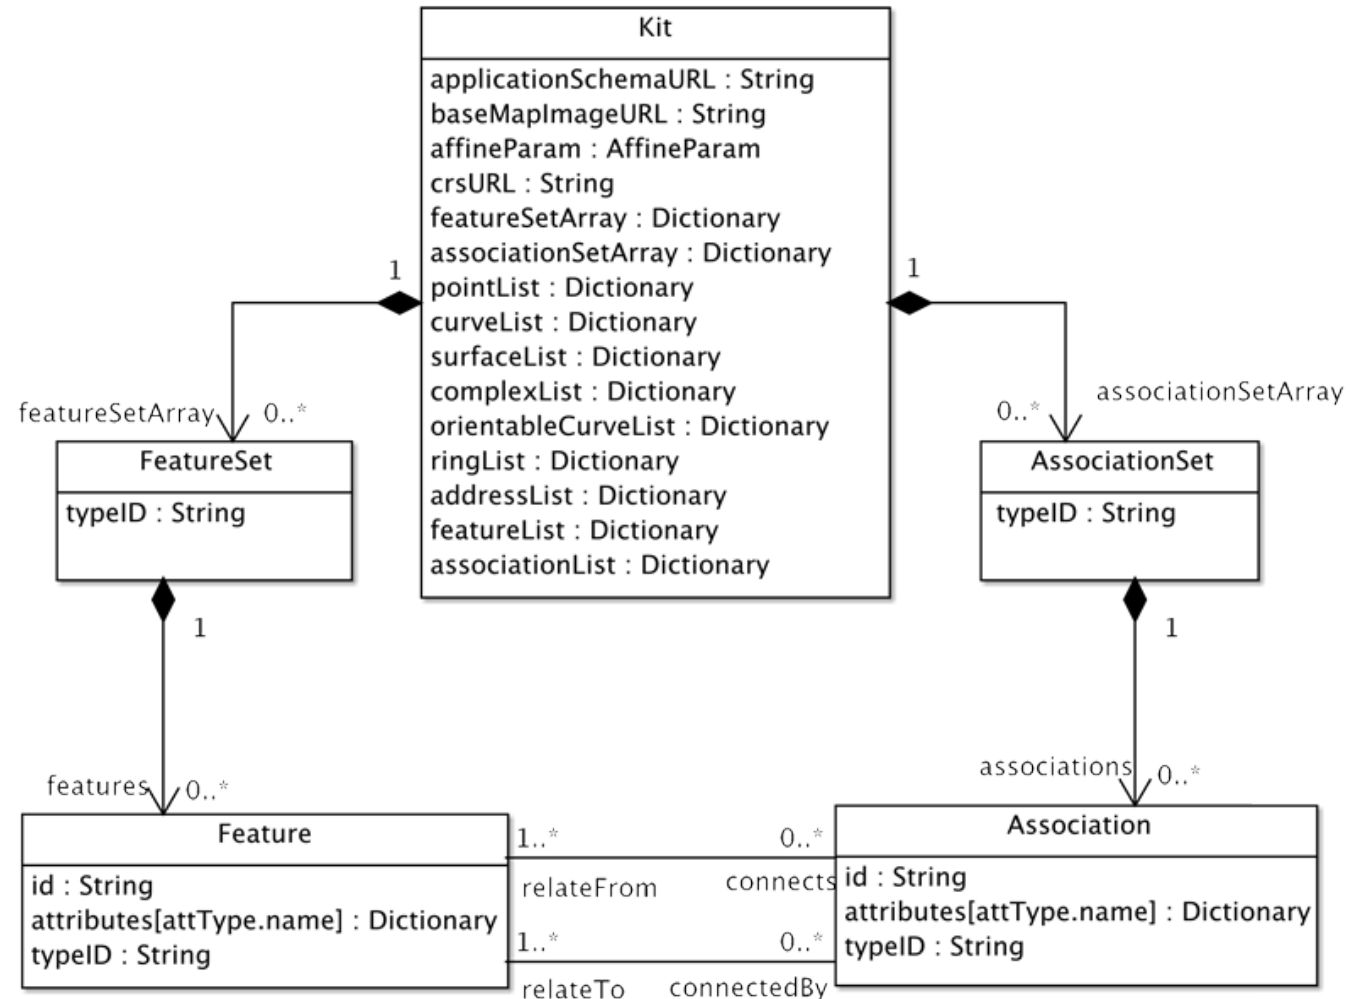 Kit
applicationSchemaURL : String
baseMapImageURL : String
affineParam : AffineParam
crsURL : String
featureSetArray : Dictionary
associationSetArray : Dictionary
pointList : Dictionary
curveList : Dictionary
surfaceList : Dictionary
complexList : Dictionary
orientableCurveList : Dictionary
ringList : Dictionary
addressList : Dictionary
featureList : Dictionary
associationList : Dictionary
1
1
featureSetArray
0..*
0..*
associationSetArray
FeatureSet
typeID : String
AssociationSet
typeID : String
1
1
features
0..*
associations
0..*
Feature
id : String
attributes[attType.name] : Dictionary
typeID : String
1..*
0..*
relateFrom
connects
1..*
0..*
relateTo
connectedBy
Association
id : String
attributes[attType.name] : Dictionary
typeID : String